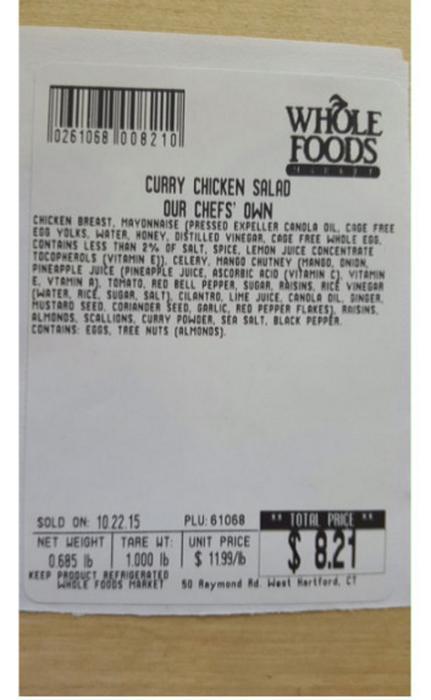 0261068 008210
WHOLE
FOODS
MARKET
CURRY CHICKEN SALAD
OUR CHEFS' OWN
CHICKEN BREAST, MAYONNAISE (PRESSED EXPELLER CANOLA OIL, CAGE FREE
EGG YOLKS, WATER, HONEY, DISTILLED VINEGAR, CAGE FREE WHOLE EGG,
CONTAINS LESS THAN 2% OF SALT, SPICE, LEMON JUICE CONCENTRATE
TOCOPHEROLS (VITAMIN E)), CELERY, MANGO CHUTNEY (MANGO, ONION,
PINEAPPLE JUICE (PINEAPPLE JUICE, ASCORBIC ACID (VITAMIN C), VITAMIN
E, VTAMIN A), TOMATO, RED BELL PEPPER, SUGAR, RAISINS, RICE VINEGAR
(WATER, RICE, SUGAR, SALT), CILANTRO, LIME JUICE, CANOLA OIL, GINGER,
MUSTARD SEED, CORIANDER SEED, GARLIC, RED PEPPER FLAKES), RAISINS,
ALMONDS, SCALLIONS, CURRY POWDER, SEA SALT, BLACK PEPPER.
CONTAINS: EGGS, TREE NUTS (ALMONDS).
SOLD ON: 10.22.15 PLU: 61068 ** TOTAL PRICE **
NET WEIGHT TARE WT: UNIT PRICE
0.685 lb 1.000 lb $ 11.99/lb $ 8.21
KEEP PRODUCT REFRIGERATED
WHOLE FOODS MARKET 50 Raymond Rd. West Hartford, CT